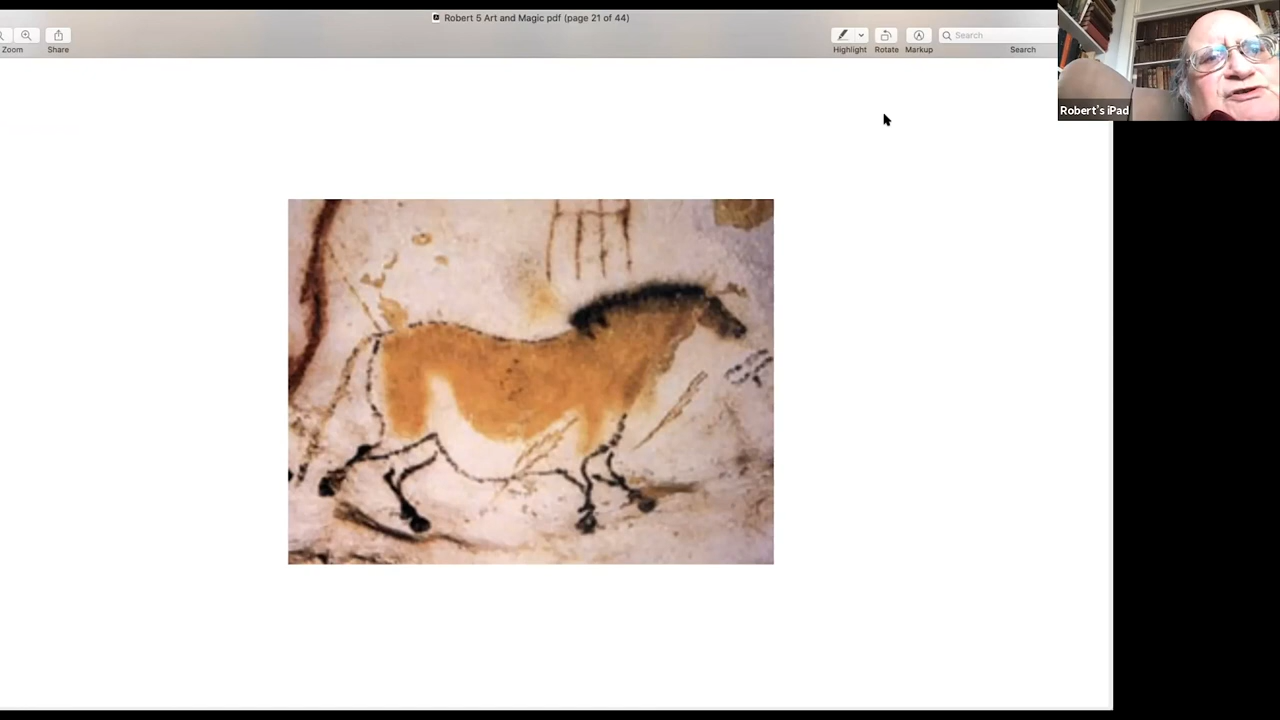 Robert 5 Art and Magic pdf (page 21 of 44)
Zoom
Share
Highlight
Rotate
Markup
Search
Search
Robert's iPad